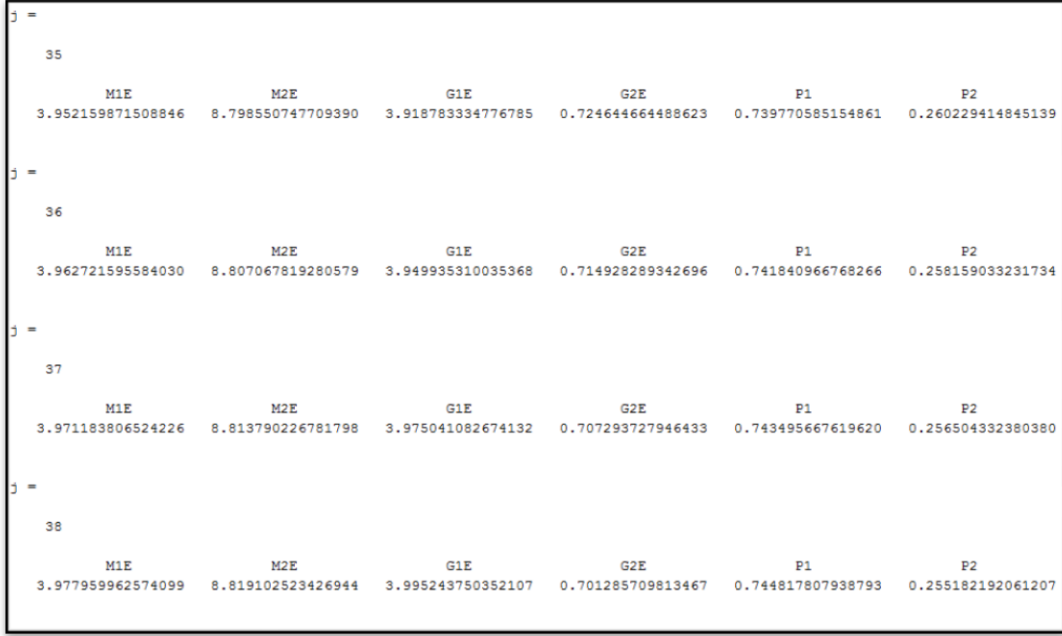 j =
35
M1E M2E G1E G2E P1 P2
3.952159871508846 8.798550747709390 3.918783334776785 0.724644664488623 0.739770585154861 0.260229414845139
j =
36
M1E M2E G1E G2E P1 P2
3.962721595584030 8.807067819280579 3.949935310035368 0.714928289342696 0.741840966768266 0.258159033231734
j =
37
M1E M2E G1E G2E P1 P2
3.971183806524226 8.813790226781798 3.975041082674132 0.707293727946433 0.743495667619620 0.256504332380380
j =
38
M1E M2E G1E G2E P1 P2
3.977959962574099 8.819102523426944 3.995243750352107 0.701285709813467 0.744817807938793 0.255182192061207